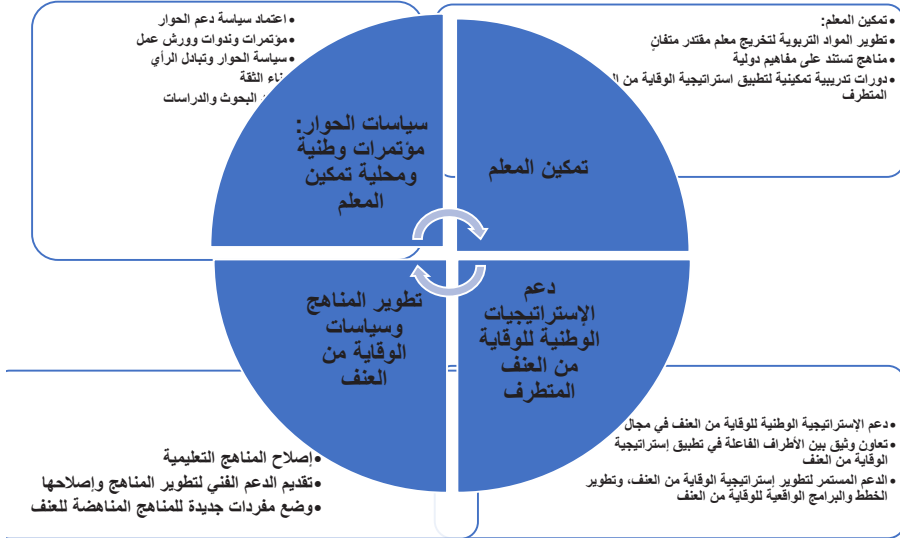 •تمكين المعلم:
•تطوير المواد التربوية لتخريج معلم مقتدر متفانٍ
•مناهج تستند على مفاهيم دولية
•دورات تدريبية تمكينية لتطبيق استراتيجية الوقاية من
المتطرف
•اعتماد سياسة دعم الحوار
•مؤتمرات وندوات وورش عمل
•سياسة الحوار وتبادل الرأي
الثقة
البحوث والدراسات
تمكين المعلم
سياسات الحوار:
مؤتمرات وطنية
ومحلية تمكين
المعلم
دعم
الإستراتيجيات
الوطنية للوقاية
من العنف
المتطرف
تطوير المناهج
وسياسات
الوقاية من
العنف
•دعم الإستراتيجية الوطنية للوقاية من العنف في مجال
•تعاون وثيق بين الأطراف الفاعلة في تطبيق إستراتيجية
الوقاية من العنف
•الدعم المستمر لتطوير إستراتيجية الوقاية من العنف، وتطوير
الخطط والبرامج الواقعية للوقاية من العنف
•إصلاح المناهج التعليمية
•تقديم الدعم الفني لتطوير المناهج وإصلاحها
•وضع مفردات جديدة للمناهج المناهضة للعنف